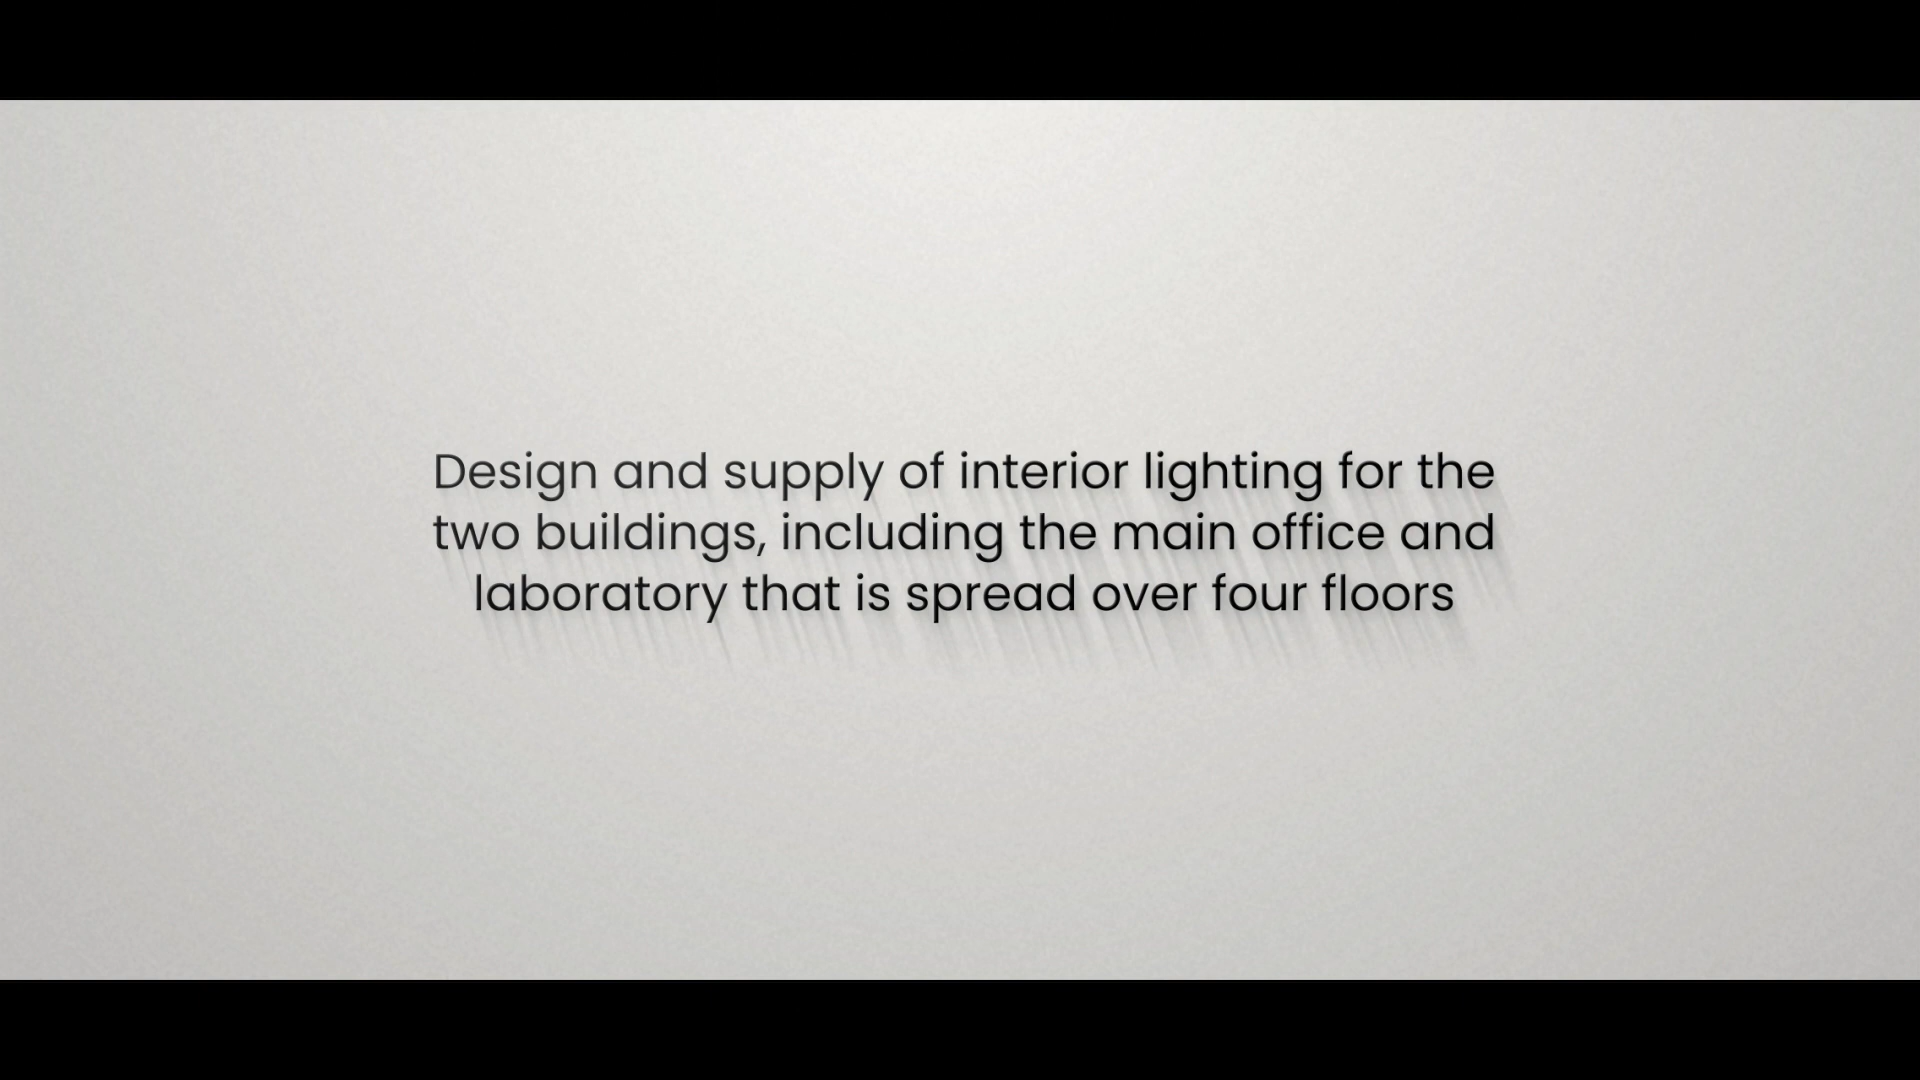 Design and supply of interior lighting for the
two buildings, including the main office and
laboratory that is spread over four floors